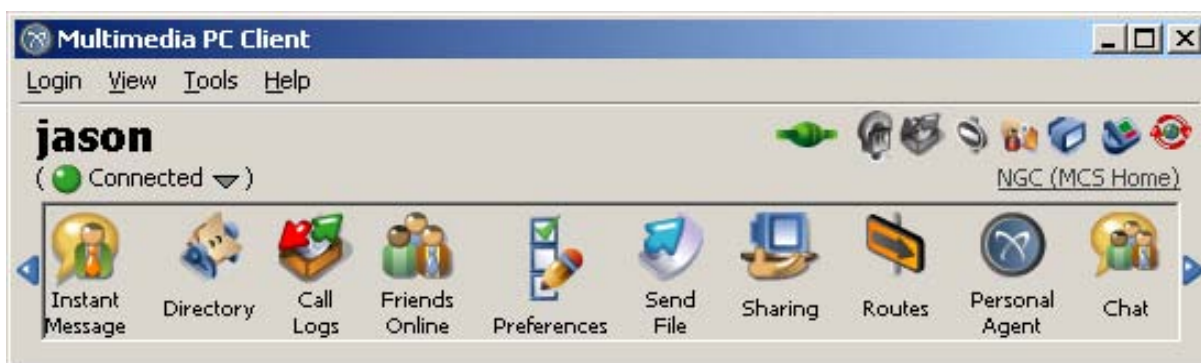 Multimedia PC Client
Login View Tools Help
jason
( Connected )
NGC (MCS Home)
Instant Message
Directory
Call Logs
Friends Online
Preferences
Send File
Sharing
Routes
Personal Agent
Chat